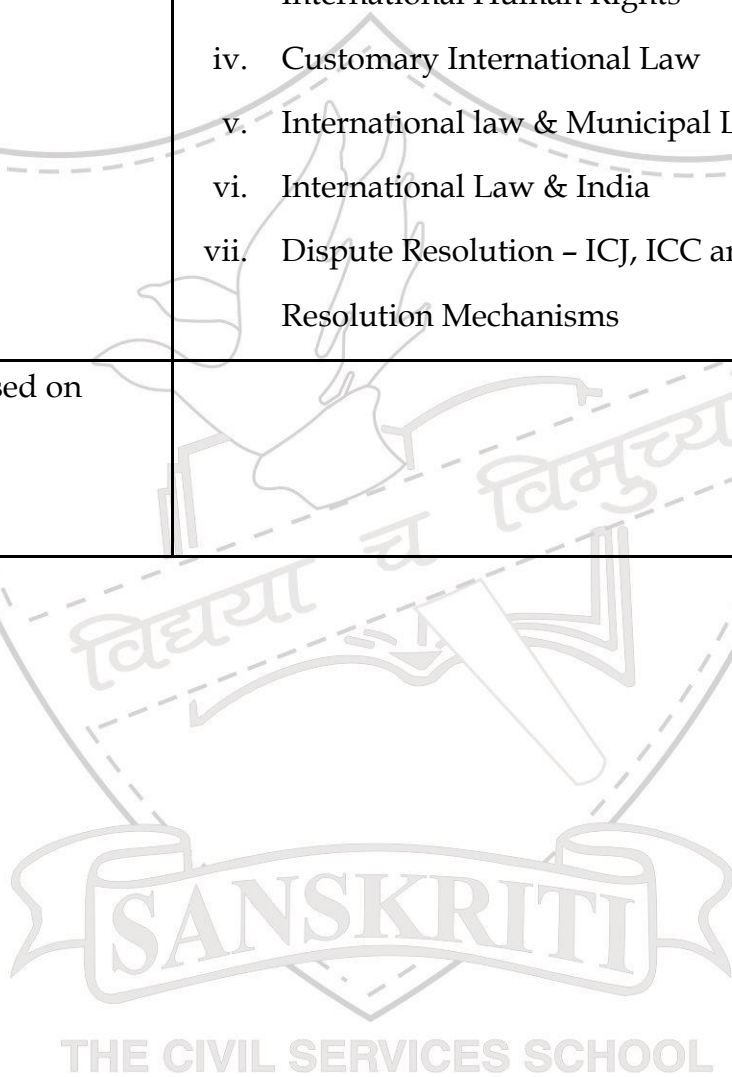 International Human Rights
iv. Customary International Law
v. International law & Municipal L
vi. International Law & India
vii. Dispute Resolution – ICJ, ICC
Resolution Mechanisms
sed on
विद्यया च विमुच्य
SANSKRITI
THE CIVIL SERVICES SCHOOL